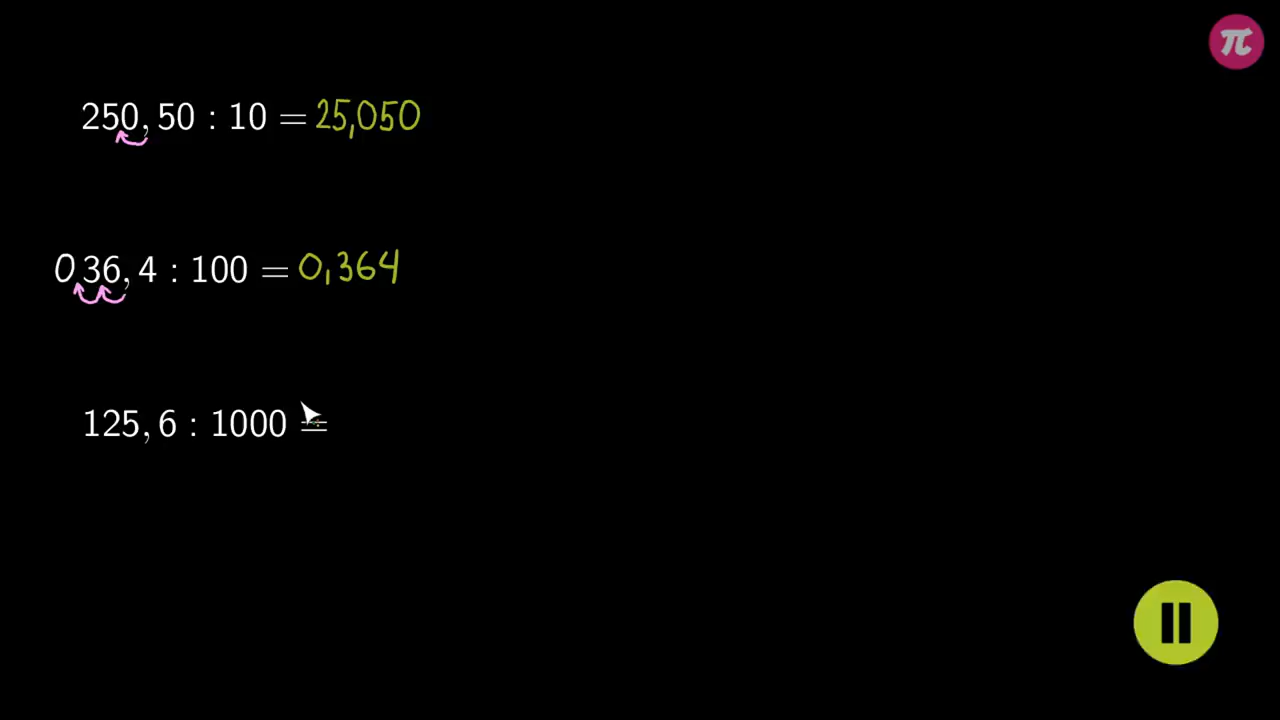 π
250,50 : 10 = 25,050
036,4 : 100 = 0,364
125,6 : 1000 =